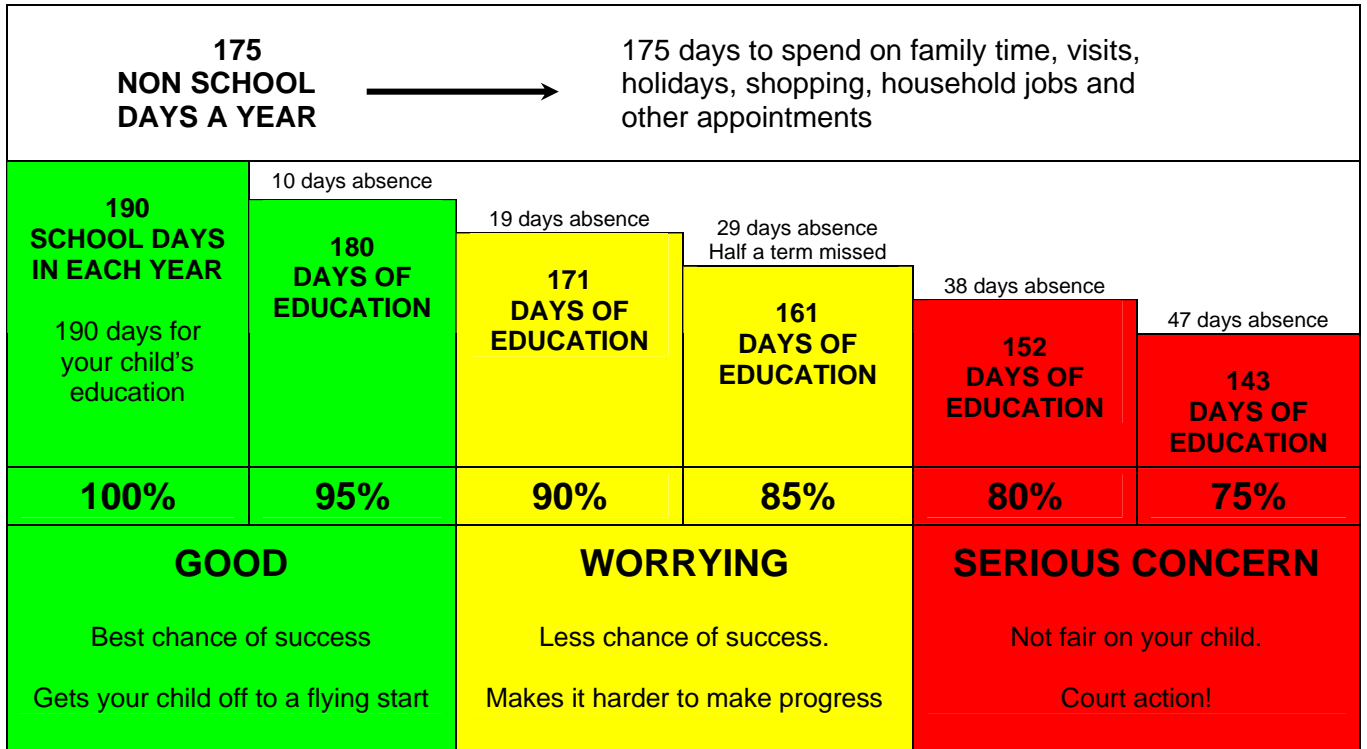 175
NON SCHOOL
DAYS A YEAR
175 days to spend on family time, visits,
holidays, shopping, household jobs and
other appointments
190
SCHOOL DAYS
IN EACH YEAR
190 days for
your child's
education
10 days absence
180
DAYS OF
EDUCATION
19 days absence
171
DAYS OF
EDUCATION
29 days absence
Half a term missed
161
DAYS OF
EDUCATION
38 days absence
152
DAYS OF
EDUCATION
47 days absence
143
DAYS OF
EDUCATION
100%
95%
90%
85%
80%
75%
GOOD
Best chance of success
Gets your child off to a flying start
WORRYING
Less chance of success.
Makes it harder to make progress
SERIOUS CONCERN
Not fair on your child.
Court action!